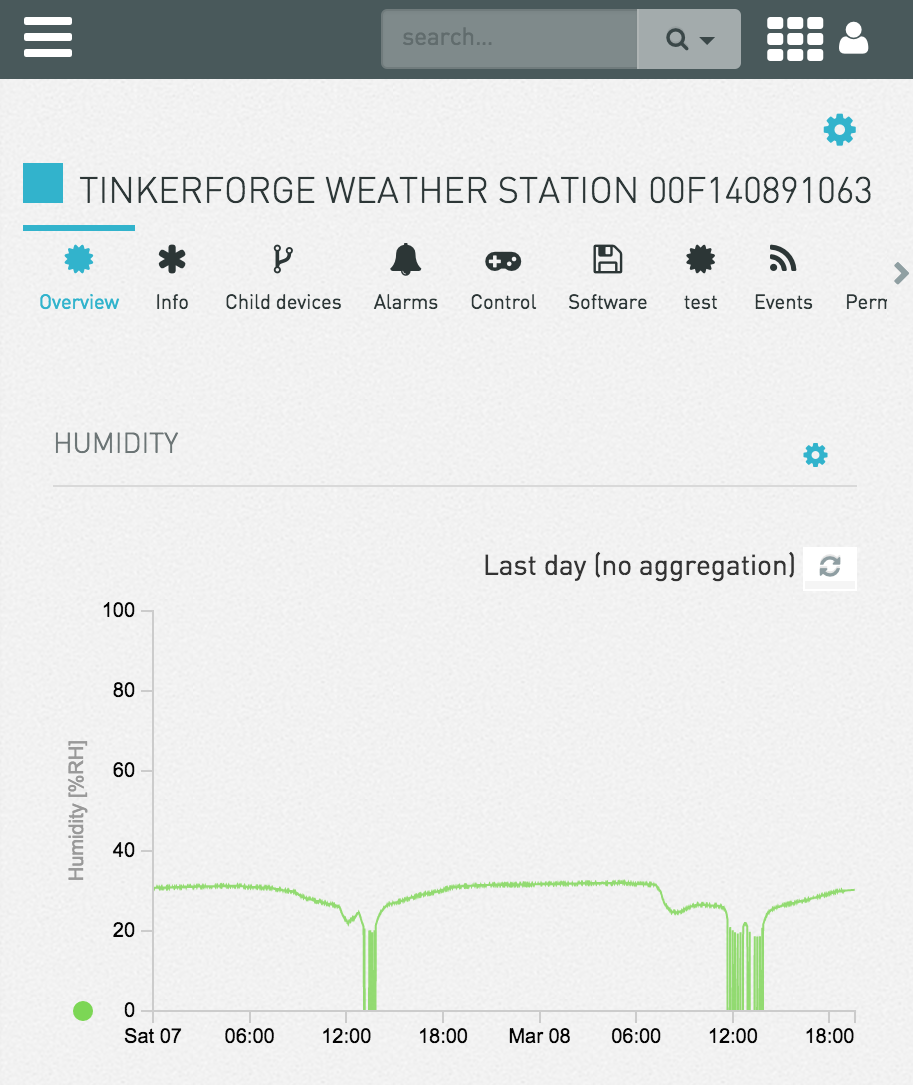 search...
TINKERFORGE WEATHER STATION 00F140891063
Overview Info Child devices Alarms Control Software test Events Perm
HUMIDITY
Last day (no aggregation)
100
80
60
40
20
0
Humidity [%RH]
Sat 07 06:00 12:00 18:00 Mar 08 06:00 12:00 18:00